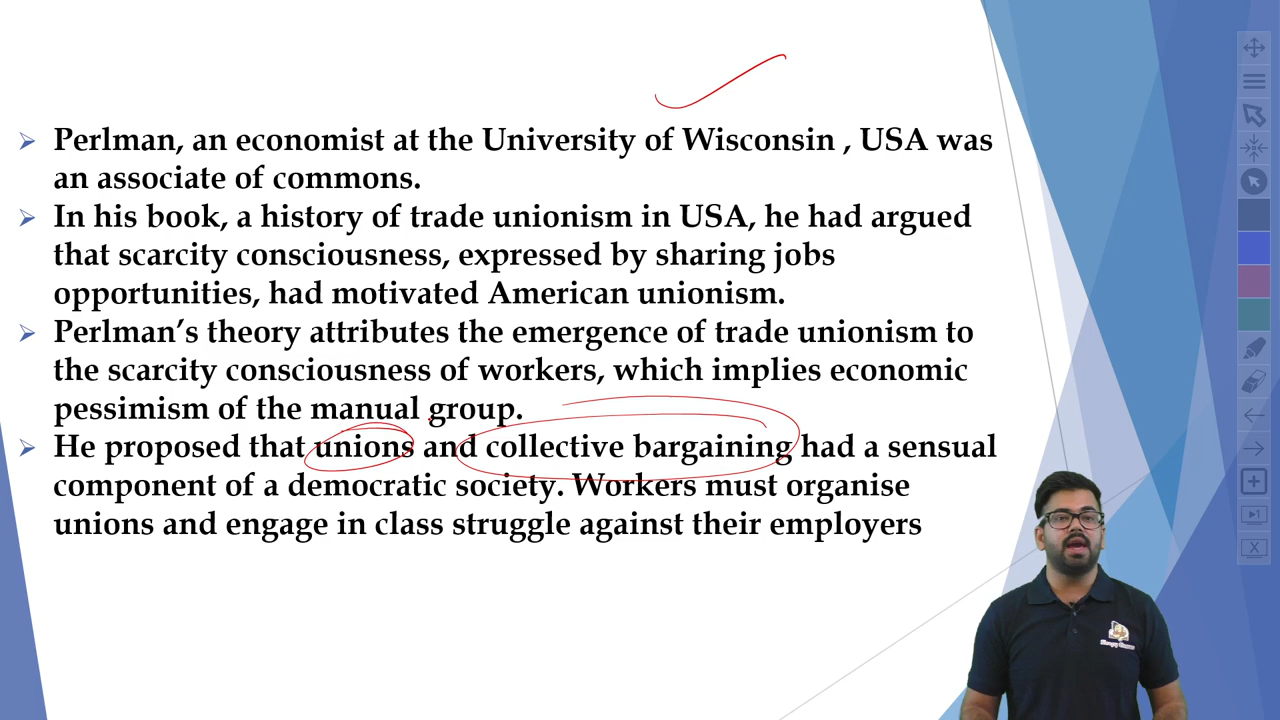 Perlman, an economist at the University of Wisconsin , USA was
an associate of commons.
In his book, a history of trade unionism in USA, he had argued
that scarcity consciousness, expressed by sharing jobs
opportunities, had motivated American unionism.
Perlman's theory attributes the emergence of trade unionism to
the scarcity consciousness of workers, which implies economic
pessimism of the manual group.
He proposed that unions and collective bargaining had a sensual
component of a democratic society. Workers must organise
unions and engage in class struggle against their employers